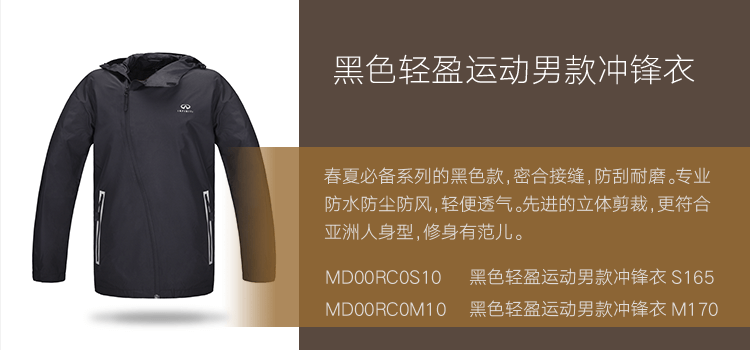 黑色轻盈运动男款冲锋衣
春夏必备系列的黑色款,密合接缝,防刮耐磨。专业
防水防尘防风,轻便透气。先进的立体剪裁,更符合
亚洲人身型,修身有范儿。
MD00RC0S10 黑色轻盈运动男款冲锋衣 S165
MD00RC0M10 黑色轻盈运动男款冲锋衣 M170